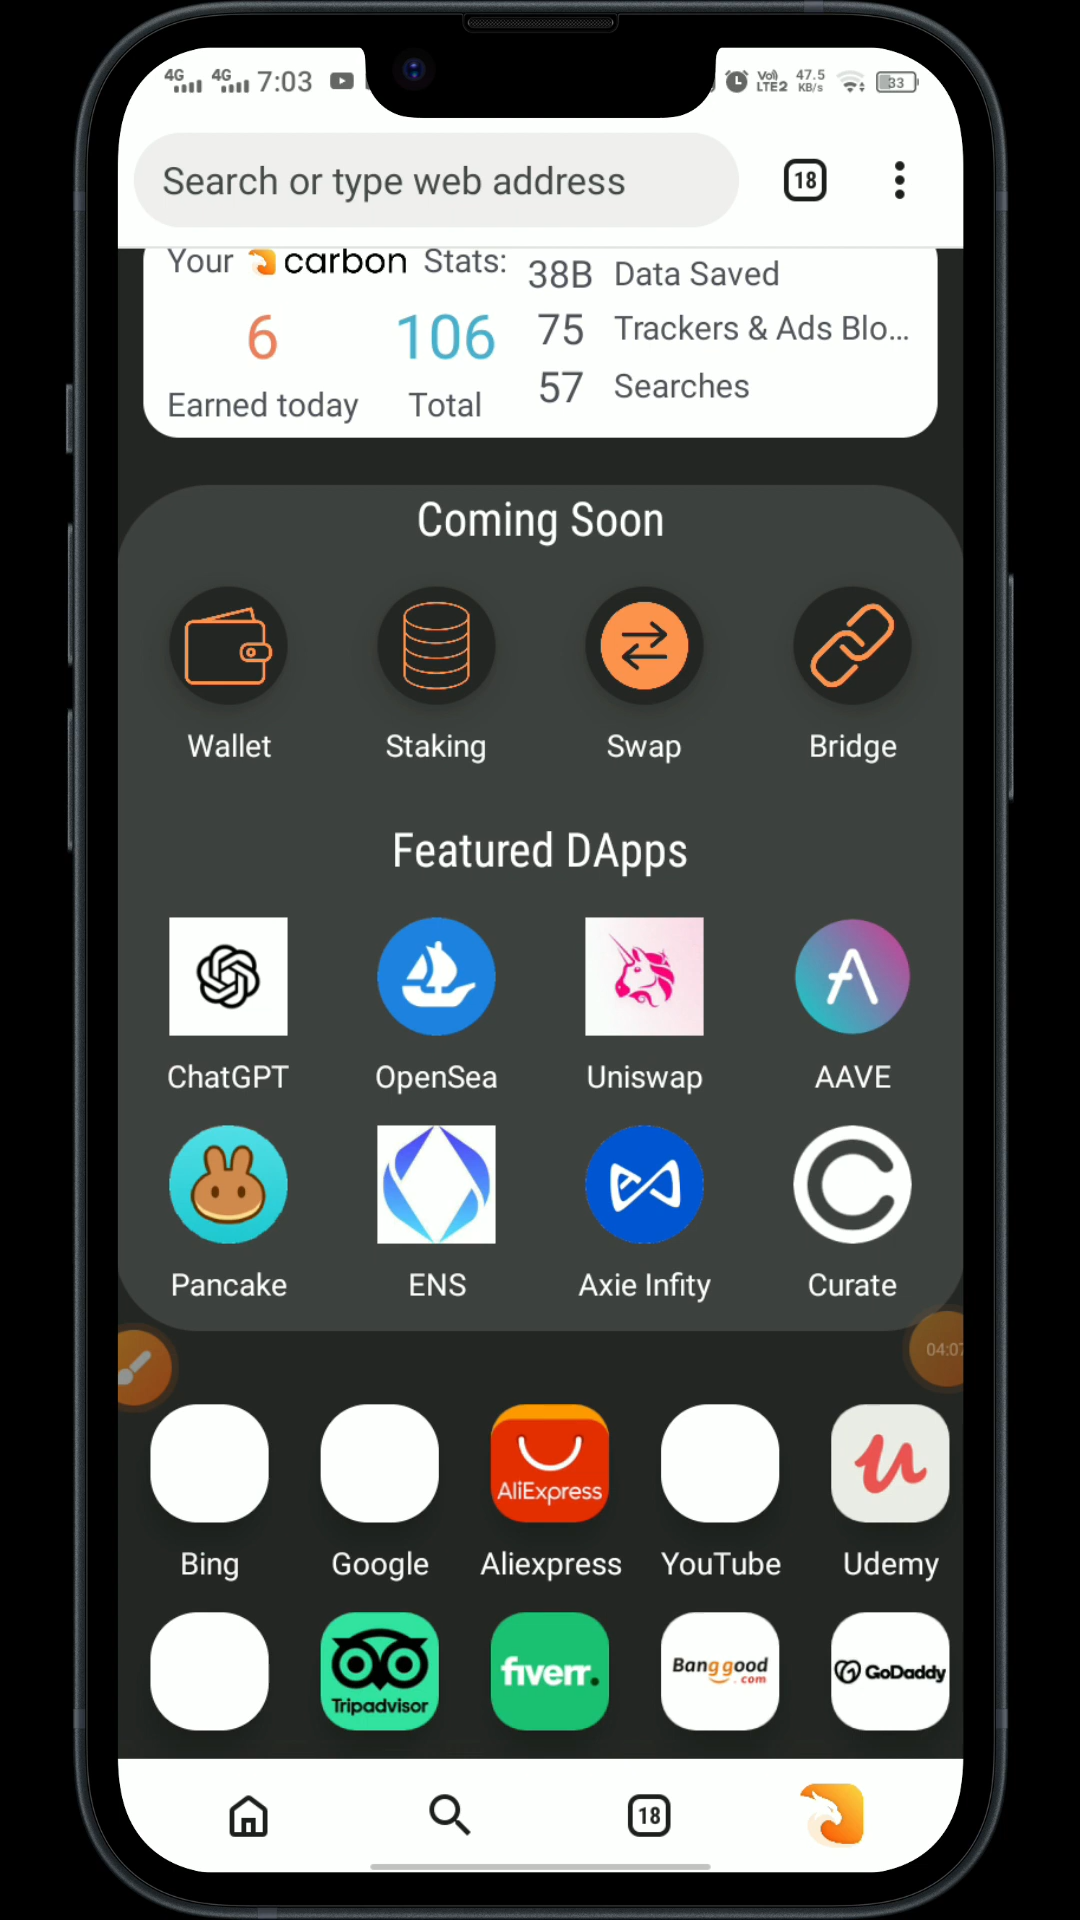 4G 4G 7:03 Vo)) LTE2 47.5 KB/s 33
Search or type web address 18
Your carbon Stats: 38B Data Saved
6 106 75 Trackers & Ads Blo...
Earned today Total 57 Searches
Coming Soon
Wallet Staking Swap Bridge
Featured DApps
ChatGPT OpenSea Uniswap AAVE
Pancake ENS Axie Infity Curate
04:07
AliExpress
Bing Google Aliexpress YouTube Udemy
Tripadvisor fiverr. Banggood.com GoDaddy
18